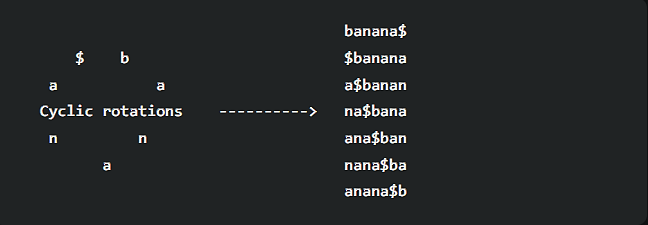 banana$
$    b    $banana
a    a    a$banan
Cyclic rotations    ---------->    na$bana
n    n    ana$ban
a    nana$ba
anana$b